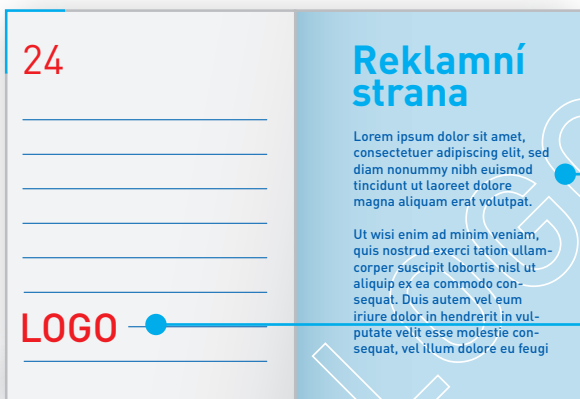 24
LOGO
Reklamní
strana
Lorem ipsum dolor sit amet,
consectetuer adipiscing elit, sed
diam nonummy nibh euismod
tincidunt ut laoreet dolore
magna aliquam erat volutpat.
Ut wisi enim ad minim veniam,
quis nostrud exerci tation ullam-
corper suscipit lobortis nisl ut
aliquip ex ea commodo con-
sequat. Duis autem vel eum
iriure dolor in hendrerit in vul-
putate velit esse molestie con-
sequat, vel illum dolore eu feugi